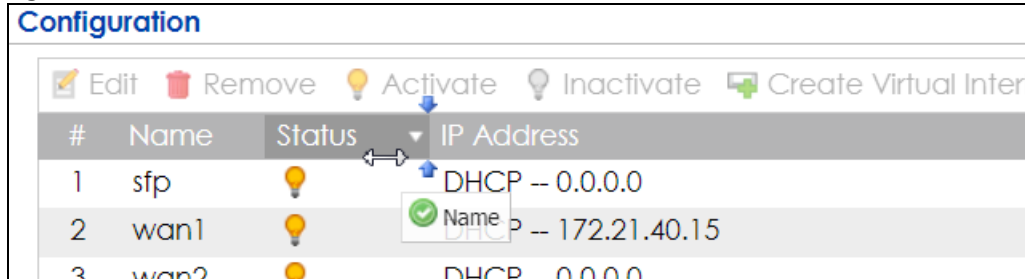 Configuration
Edit Remove Activate Inactivate Create Virtual Inter
# Name Status IP Address
1 sfp DHCP -- 0.0.0.0
Name
2 wan1 DHCP -- 172.21.40.15
3 wan2 DHCP -- 0.0.0.0